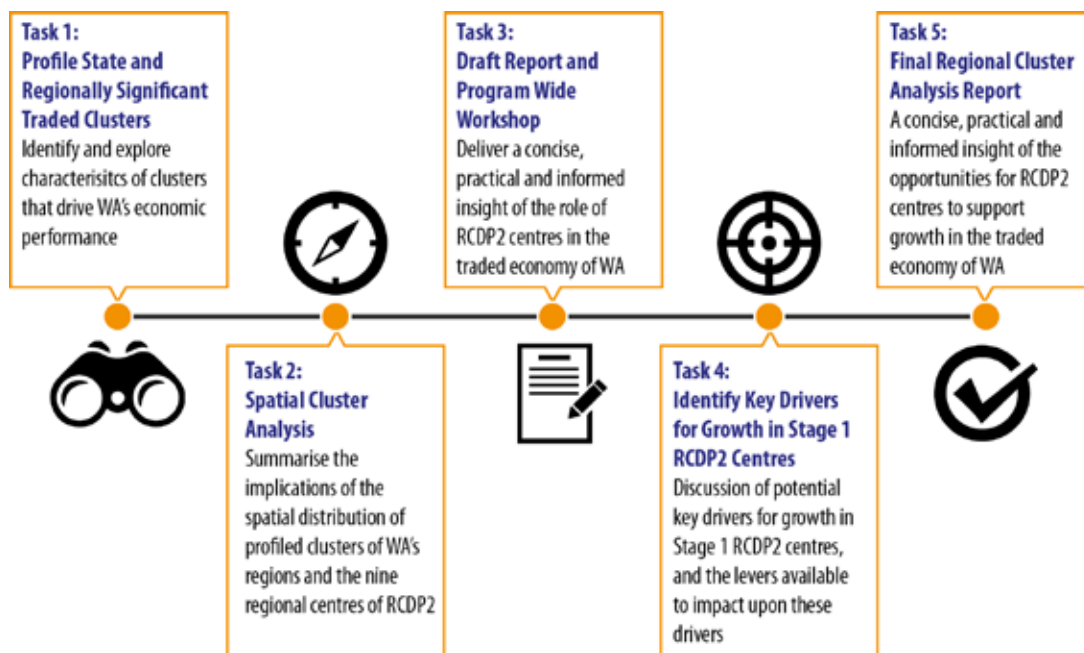 Task 1:
Profile State and
Regionally Significant
Traded Clusters
Identify and explore
characterisitcs of clusters
that drive WA's economic
performance
Task 2:
Spatial Cluster
Analysis
Summarise the
implications of the
spatial distribution of
profiled clusters of WA's
regions and the nine
regional centres of RCDP2
Task 3:
Draft Report and
Program Wide
Workshop
Deliver a concise,
practical and informed
insight of the role of
RCDP2 centres in the
traded economy of WA
Task 4:
Identify Key Drivers
for Growth in Stage 1
RCDP2 Centres
Discussion of potential
key drivers for growth in
Stage 1 RCDP2 centres,
and the levers available
to impact upon these
drivers
Task 5:
Final Regional Cluster
Analysis Report
A concise, practical and
informed insight of the
opportunities for RCDP2
centres to support
growth in the traded
economy of WA